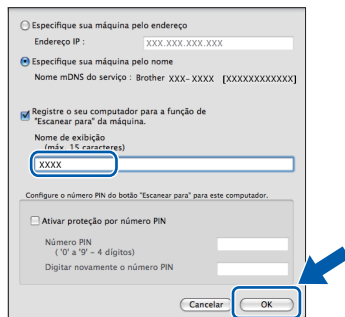 Especifique sua máquina pelo endereço
Endereço IP : XXX.XXX.XXX.XXX
Especifique sua máquina pelo nome
Nome mDNS do serviço : Brother XXX-XXXX [XXXXXXXXXXXX]
Registre o seu computador para a função de
"Escanear para" da máquina.
Nome de exibição
(máx. 15 caracteres)
XXXX
Configure o número PIN do botão "Escanear para" para este computador.
Ativar proteção por número PIN
Número PIN
( '0' a '9' - 4 dígitos)
Digitar novamente o número PIN
Cancelar OK